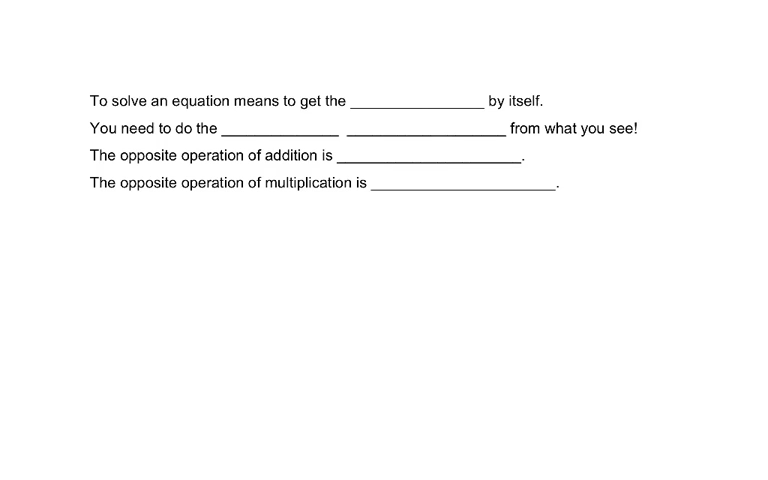 To solve an equation means to get the ________________ by itself.
You need to do the ______________ ___________________ from what you see!
The opposite operation of addition is ______________________.
The opposite operation of multiplication is ______________________.